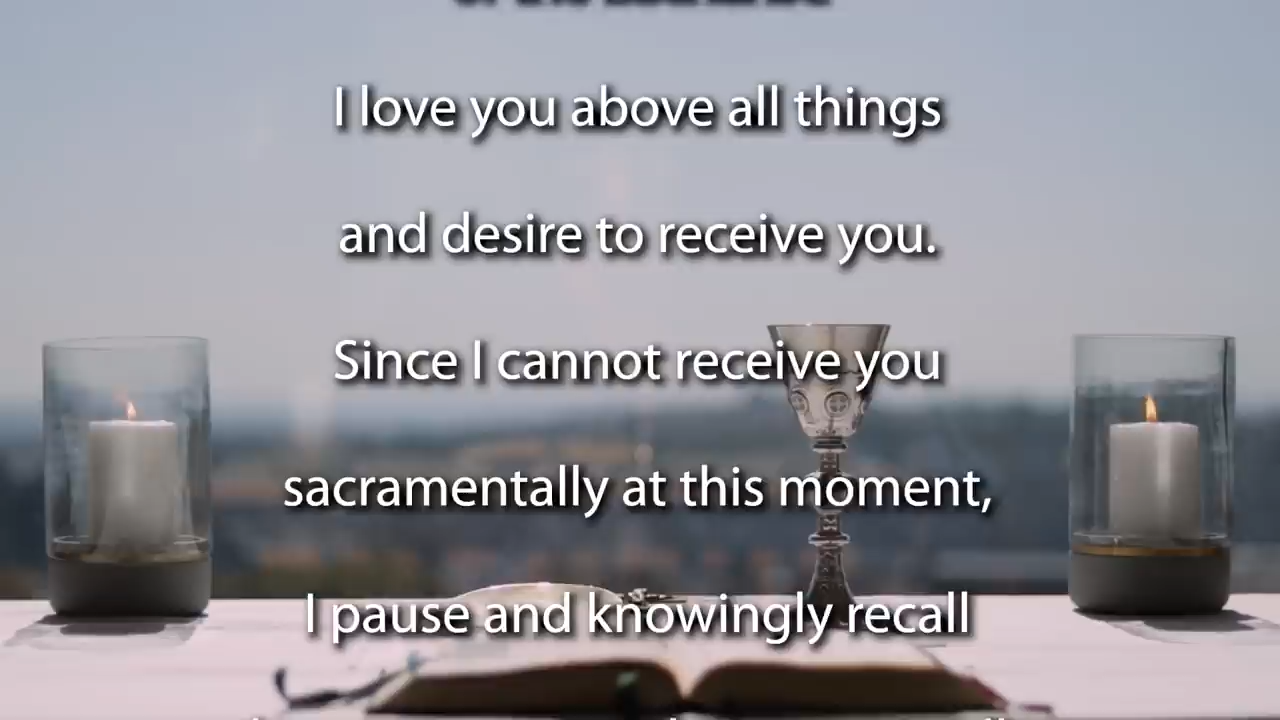 I love you above all things
and desire to receive you.
Since I cannot receive you
sacramentally at this moment,
I pause and knowingly recall